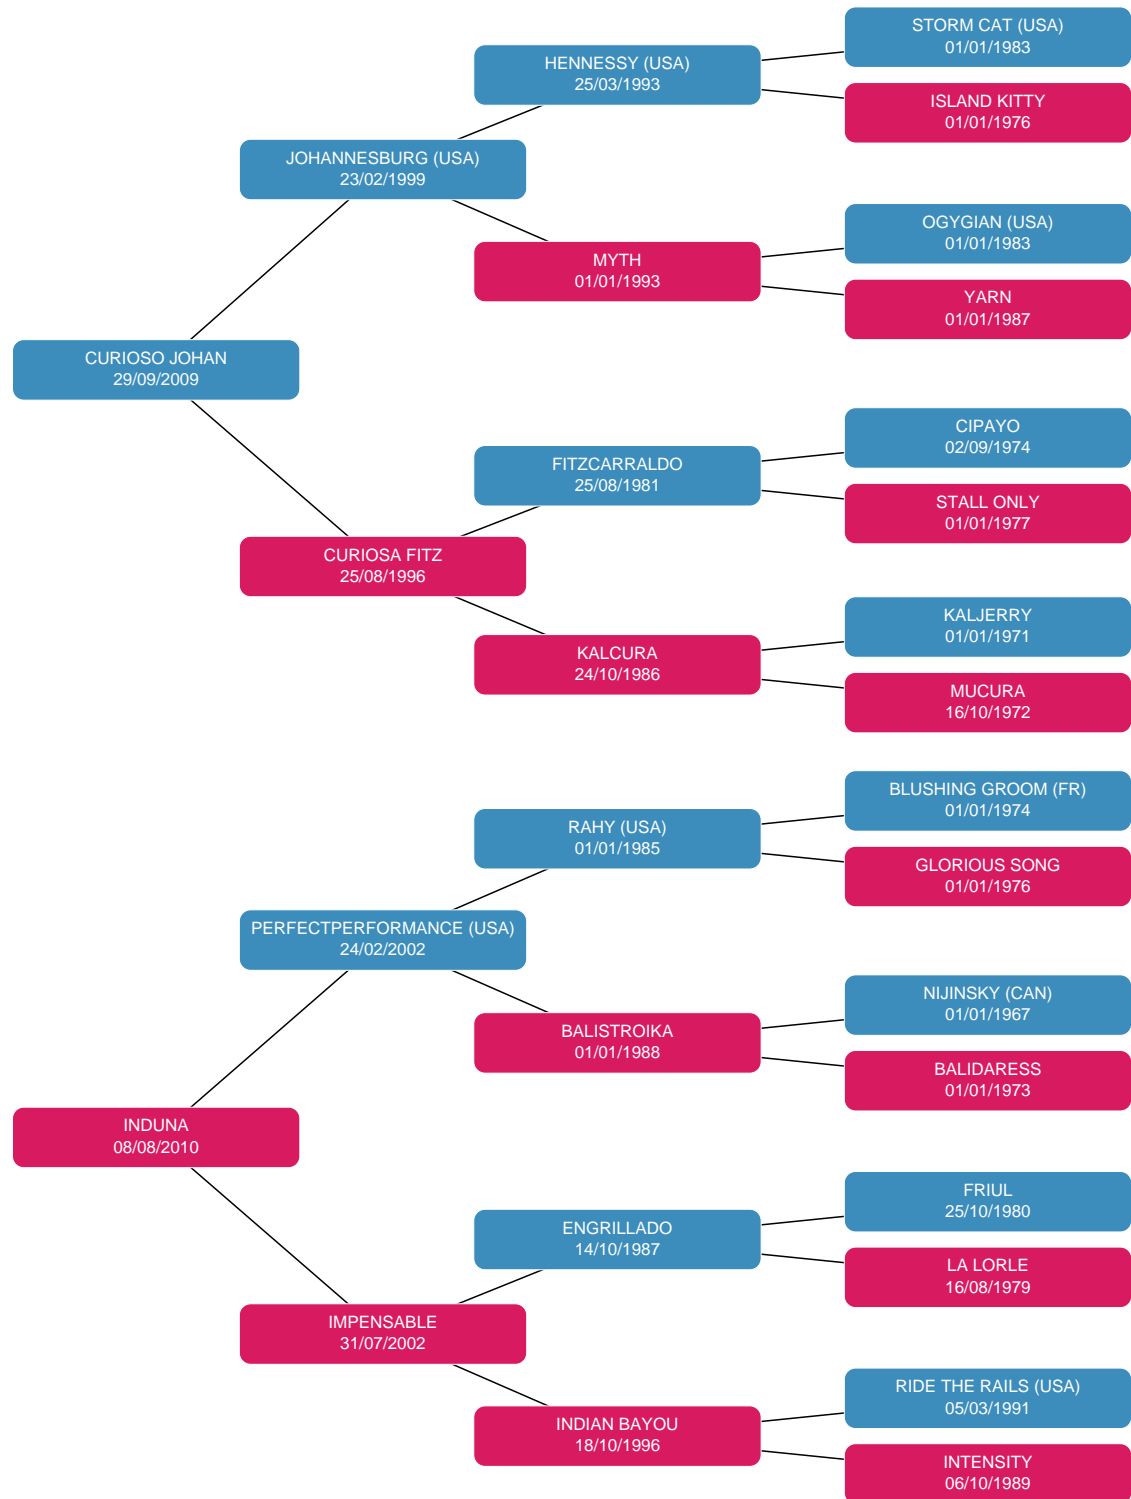 STORM CAT (USA)
01/01/1983
HENNESSY (USA)
25/03/1993
ISLAND KITTY
01/01/1976
JOHANNESBURG (USA)
23/02/1999
OGYGIAN (USA)
01/01/1983
MYTH
01/01/1993
YARN
01/01/1987
CURIOSO JOHAN
29/09/2009
CIPAYO
02/09/1974
FITZCARRALDO
25/08/1981
STALL ONLY
01/01/1977
CURIOSA FITZ
25/08/1996
KALJERRY
01/01/1971
KALCURA
24/10/1986
MUCURA
16/10/1972
BLUSHING GROOM (FR)
01/01/1974
RAHY (USA)
01/01/1985
GLORIOUS SONG
01/01/1976
PERFECTPERFORMANCE (USA)
24/02/2002
NIJINSKY (CAN)
01/01/1967
BALISTROIKA
01/01/1988
BALIDARESS
01/01/1973
INDUNA
08/08/2010
FRIUL
25/10/1980
ENGRILLADO
14/10/1987
LA LORLE
16/08/1979
IMPENSABLE
31/07/2002
RIDE THE RAILS (USA)
05/03/1991
INDIAN BAYOU
18/10/1996
INTENSITY
06/10/1989